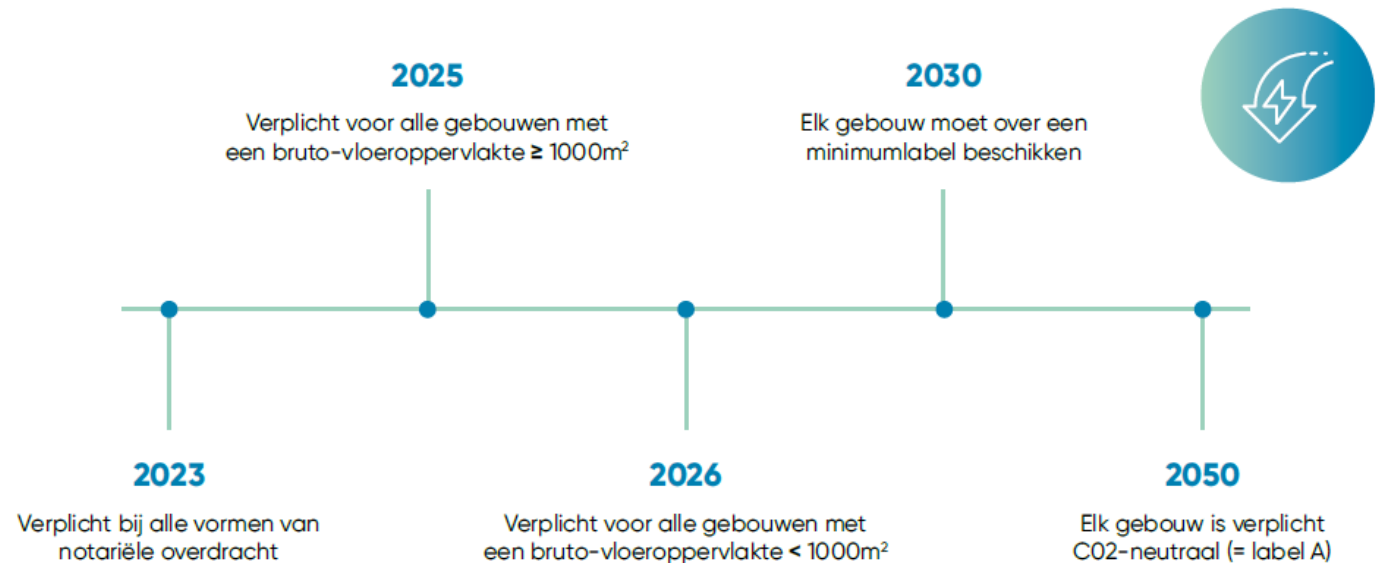 2025
Verplicht voor alle gebouwen met
een bruto-vloeroppervlakte ≥ 1000m²
2030
Elk gebouw moet over een
minimumlabel beschikken
2023
Verplicht bij alle vormen van
notariële overdracht
2026
Verplicht voor alle gebouwen met
een bruto-vloeroppervlakte < 1000m²
2050
Elk gebouw is verplicht
C02-neutraal (= label A)